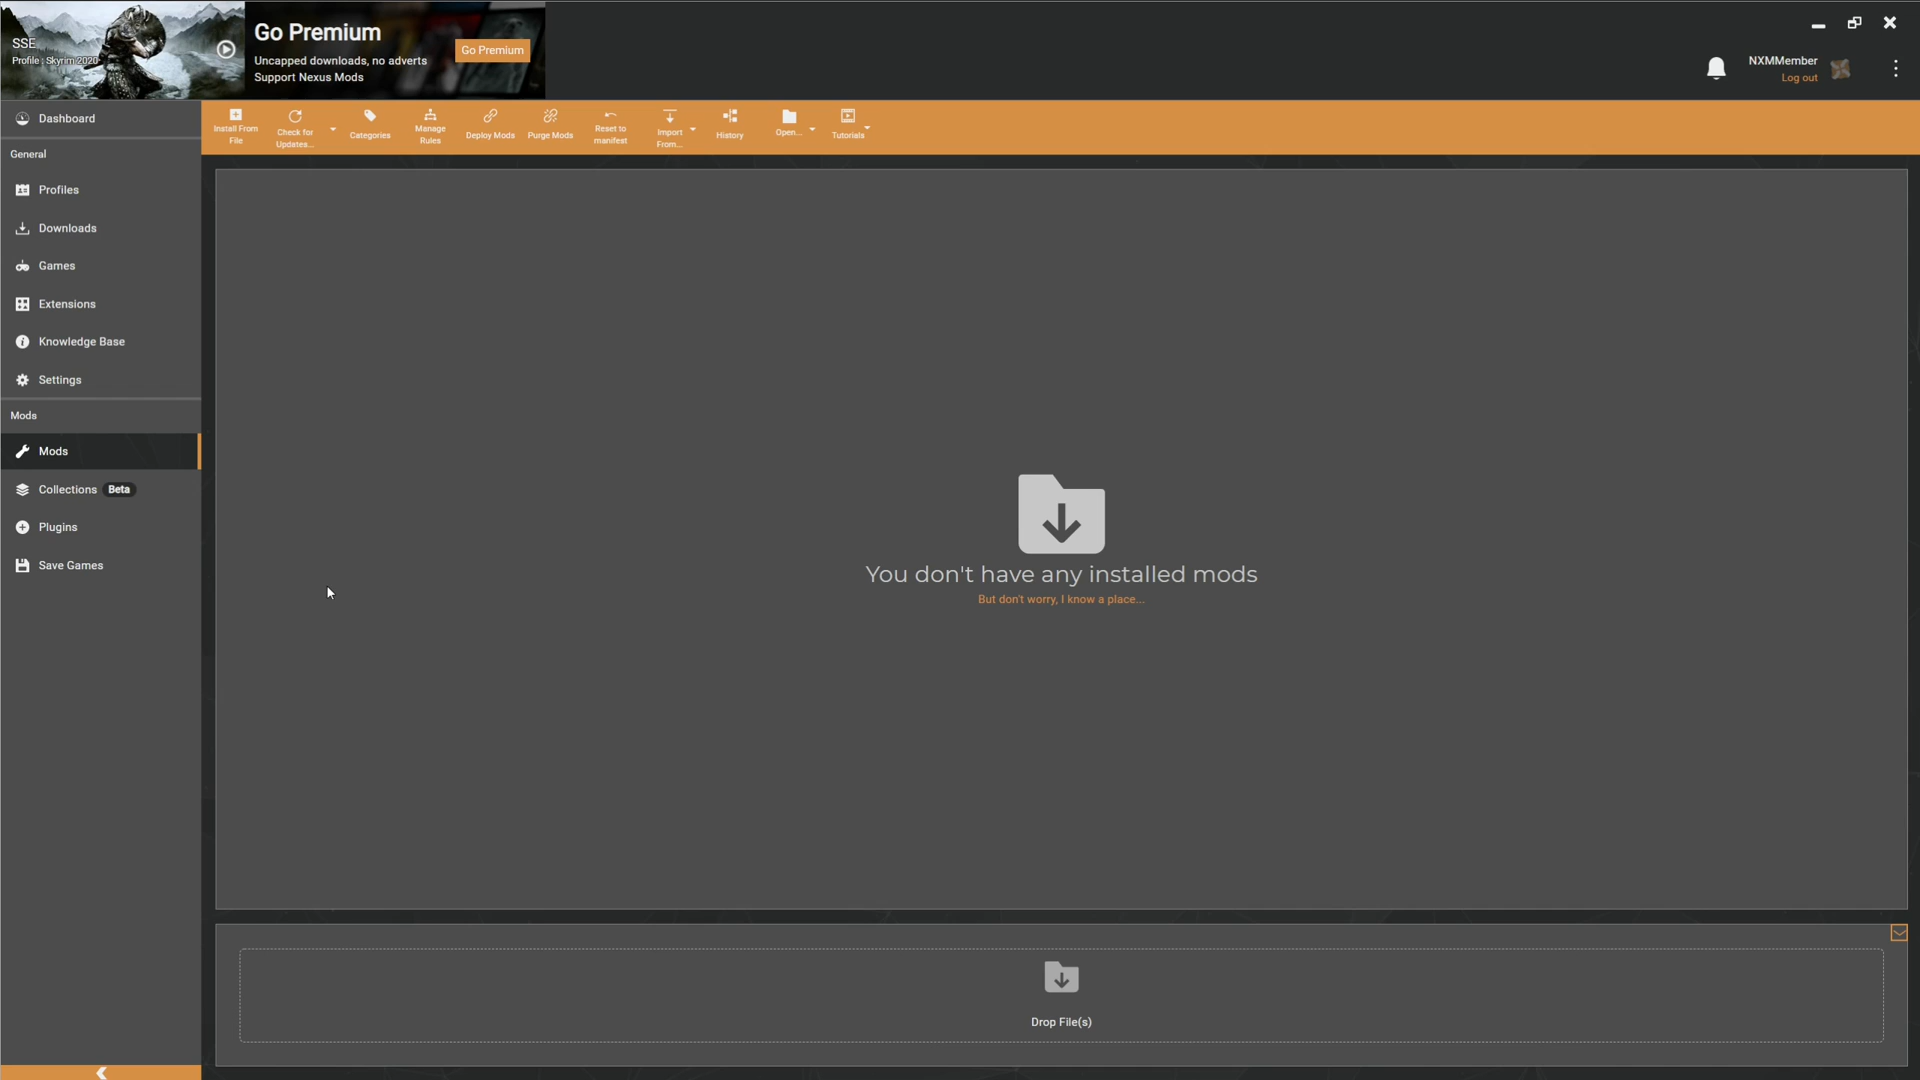 SSE
Profile : Skyrim 2020
Go Premium
Uncapped downloads, no adverts
Support Nexus Mods
Go Premium
NXMMember
Log out
Dashboard
General
Profiles
Downloads
Games
Extensions
Knowledge Base
Settings
Mods
Mods
Collections Beta
Plugins
Save Games
Install From
File
Check for
Updates...
Categories
Manage
Rules
Deploy Mods
Purge Mods
Reset to
manifest
Import
From...
History
Open...
Tutorials
You don't have any installed mods
But don't worry, I know a place...
Drop File(s)